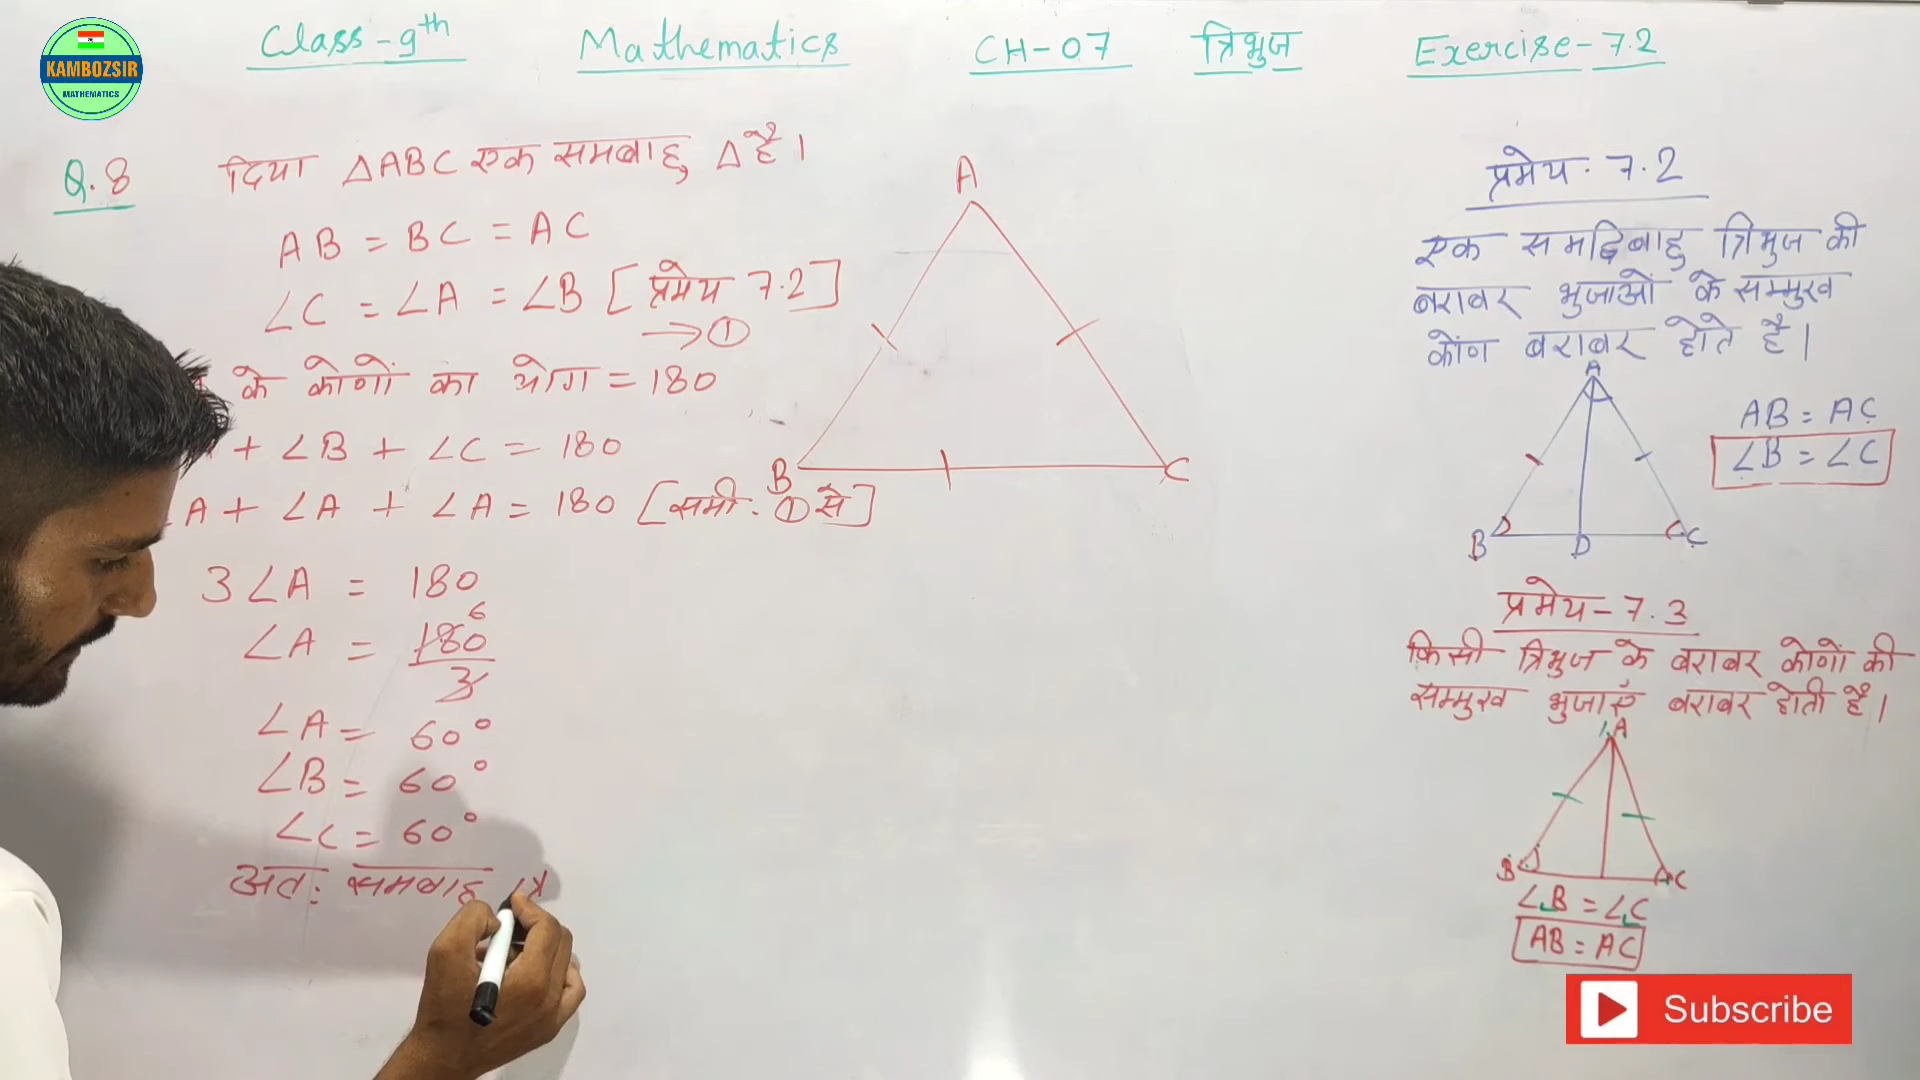 KAMBOZSIR
MATHEMATICS
Class-9th Mathematics CH-07 त्रिभुज Exercise-7.2
Q.8 दिया △ABC एक समबाहु △ है।
AB = BC = AC
∠C = ∠A = ∠B [प्रमेय 7.2]
→①
के कोणों का योग = 180
+ ∠B + ∠C = 180
A + ∠A + ∠A = 180 [समी. ① से]
3∠A = 180
6
∠A = 180/3
∠A = 60°
∠B = 60°
∠C = 60°
अतः समबाहु त्रि
A
B
C
प्रमेय. 7.2
एक समद्विबाहु त्रिभुज की
बराबर भुजाओं के सम्मुख
कोंण बराबर होते है।
A
AB = AC
∠B = ∠C
B D C
प्रमेय-7.3
किसी त्रिभुज के बराबर कोणों की
सम्मुख भुजाएँ बराबर होती है।
A
B C
∠B = ∠C
AB = AC
Subscribe